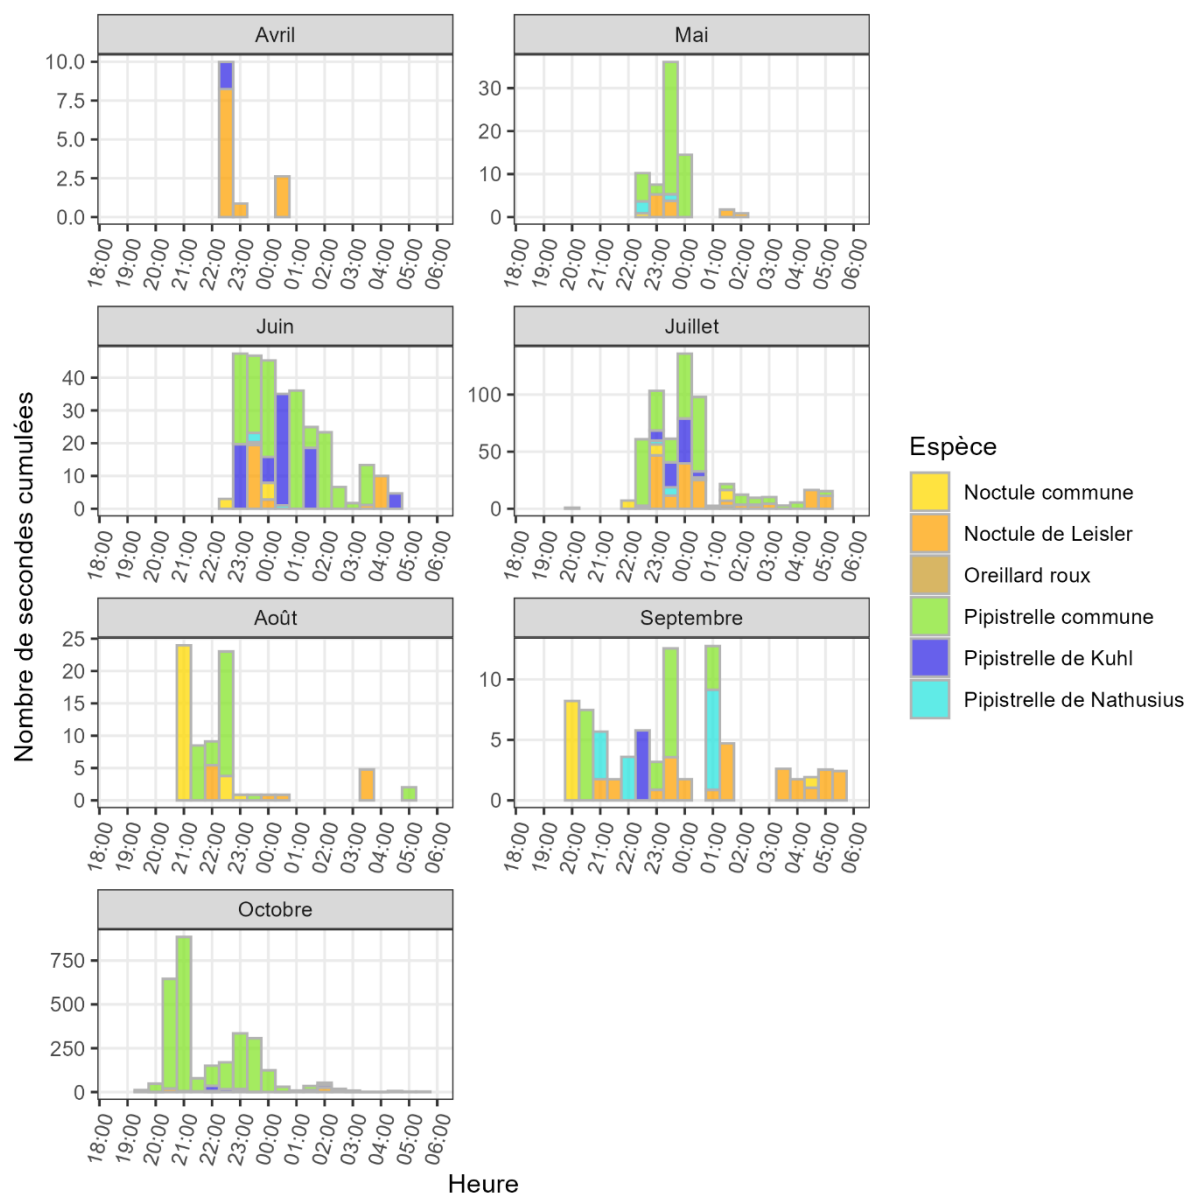 Avril
Mai
10.0
7.5
5.0
2.5
0.0
30
20
10
0
18:00 19:00 20:00 21:00 22:00 23:00 00:00 01:00 02:00 03:00 04:00 05:00 06:00
18:00 19:00 20:00 21:00 22:00 23:00 00:00 01:00 02:00 03:00 04:00 05:00 06:00
Juin
Juillet
40
30
20
10
0
100
50
0
18:00 19:00 20:00 21:00 22:00 23:00 00:00 01:00 02:00 03:00 04:00 05:00 06:00
18:00 19:00 20:00 21:00 22:00 23:00 00:00 01:00 02:00 03:00 04:00 05:00 06:00
Août
Septembre
25
20
15
10
5
0
10
5
0
18:00 19:00 20:00 21:00 22:00 23:00 00:00 01:00 02:00 03:00 04:00 05:00 06:00
18:00 19:00 20:00 21:00 22:00 23:00 00:00 01:00 02:00 03:00 04:00 05:00 06:00
Octobre
750
500
250
0
18:00 19:00 20:00 21:00 22:00 23:00 00:00 01:00 02:00 03:00 04:00 05:00 06:00
Nombre de secondes cumulées
Heure
Espèce
Noctule commune
Noctule de Leisler
Oreillard roux
Pipistrelle commune
Pipistrelle de Kuhl
Pipistrelle de Nathusius